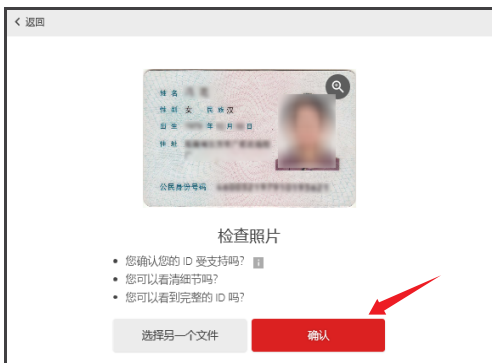 返回
姓 名
性 别 女 民 族 汉
出 生 年 月 日
住 址
公民身份号码
检查照片
您确认您的 ID 受支持吗?
您可以看清细节吗?
您可以看到完整的 ID 吗?
选择另一个文件 确认